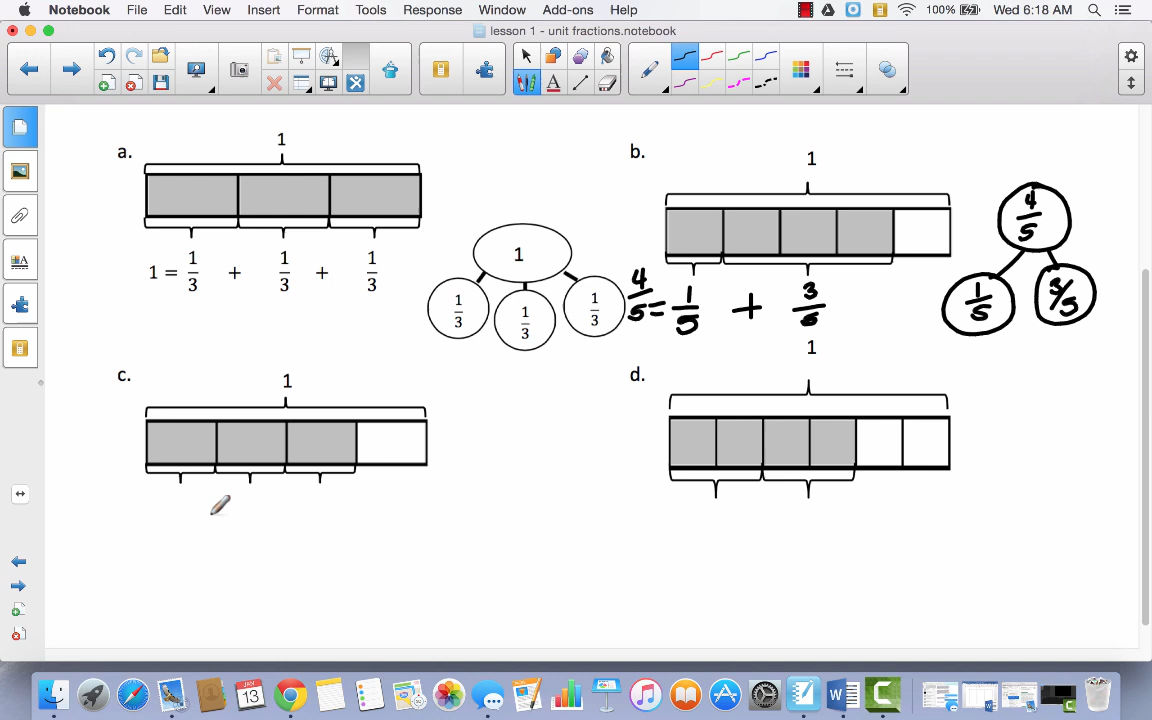 Notebook File Edit View Insert Format Tools Response Window Add-ons Help 100% Wed 6:18 AM
lesson 1 - unit fractions.notebook
A
A
a.
1
1 = 1/3 + 1/3 + 1/3
1
1/3 1/3 1/3
b.
1
4/5 = 1/5 + 3/5
4/5
1/5 3/5
c.
1
d.
1
JAN
13
W C